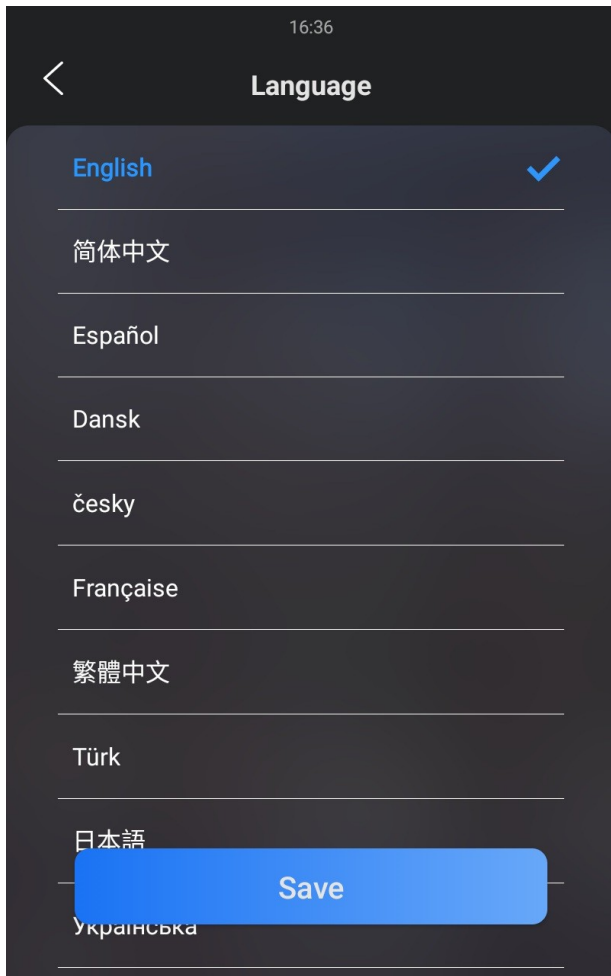 16:36
Language
English
简体中文
Español
Dansk
česky
Française
繁體中文
Türk
日本語
Save
Українська